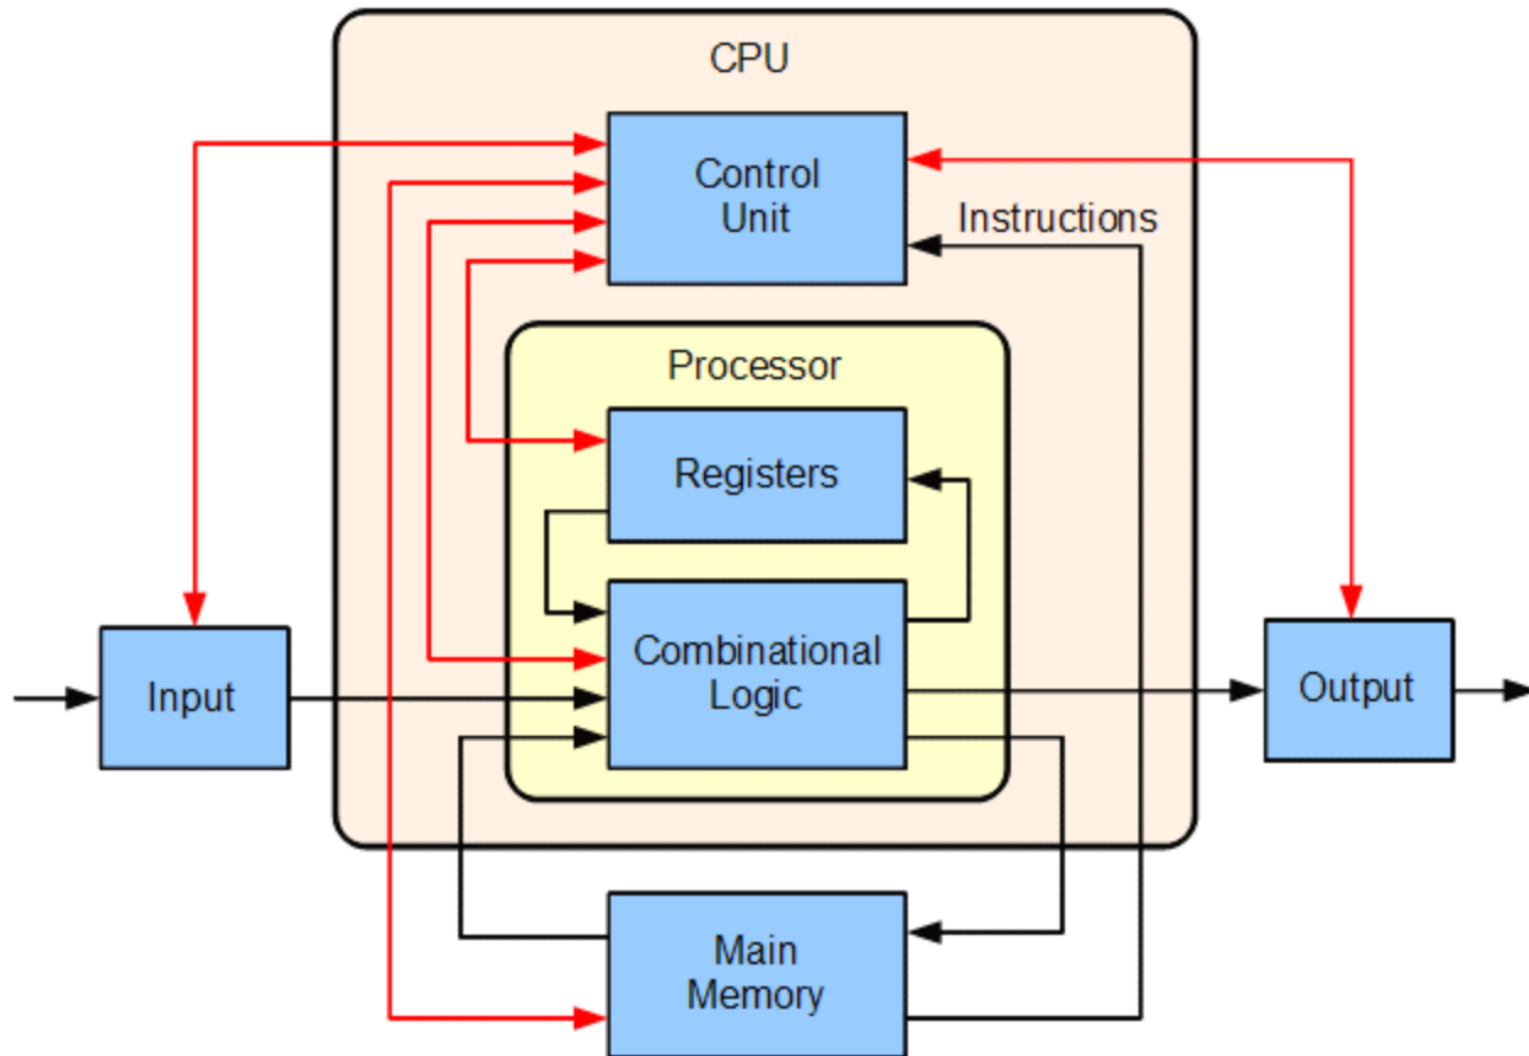 CPU
Control
Unit
Instructions
Processor
Registers
Combinational
Logic
Input
Output
Main
Memory